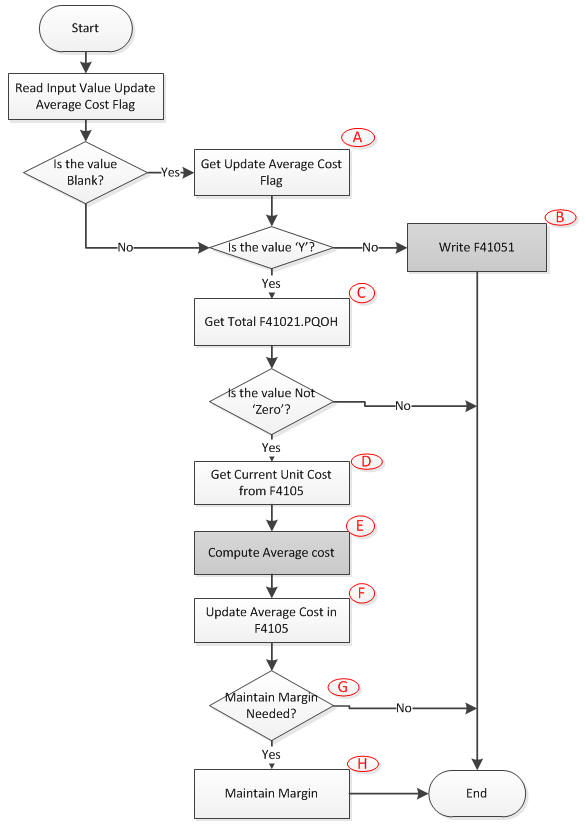 Start
Read Input Value Update
Average Cost Flag
Is the value
Blank?
Yes
A
Get Update Average Cost
Flag
No
Is the value ‘Y’?
No
B
Write F41051
Yes
C
Get Total F41021.PQOH
Is the value Not
‘Zero’?
No
Yes
D
Get Current Unit Cost
from F4105
E
Compute Average cost
F
Update Average Cost in
F4105
G
Maintain Margin
Needed?
No
Yes
H
Maintain Margin
End